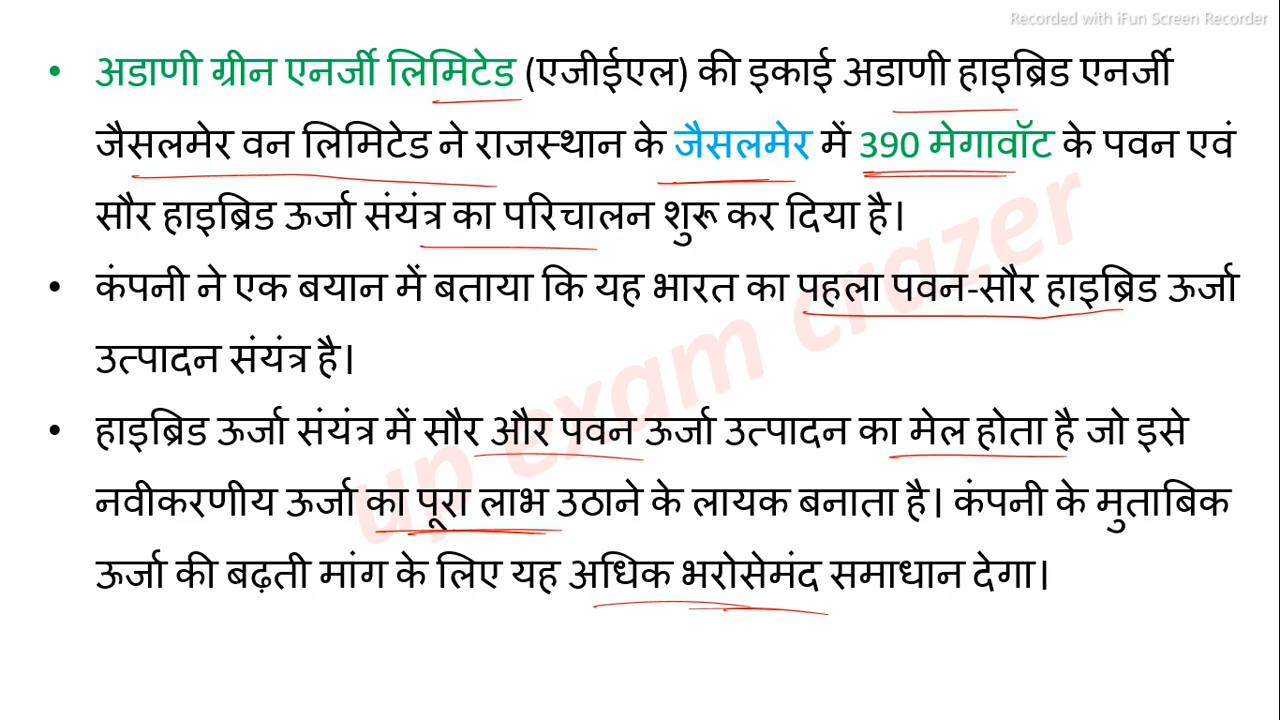 Recorded with iFun Screen Recorder
• अडाणी ग्रीन एनर्जी लिमिटेड (एजीईएल) की इकाई अडाणी हाइब्रिड एनर्जी
जैसलमेर वन लिमिटेड ने राजस्थान के जैसलमेर में 390 मेगावॉट के पवन एवं
सौर हाइब्रिड ऊर्जा संयंत्र का परिचालन शुरू कर दिया है।
• कंपनी ने एक बयान में बताया कि यह भारत का पहला पवन-सौर हाइब्रिड ऊर्जा
उत्पादन संयंत्र है।
• हाइब्रिड ऊर्जा संयंत्र में सौर और पवन ऊर्जा उत्पादन का मेल होता है जो इसे
नवीकरणीय ऊर्जा का पूरा लाभ उठाने के लायक बनाता है। कंपनी के मुताबिक
ऊर्जा की बढ़ती मांग के लिए यह अधिक भरोसेमंद समाधान देगा।
up exam crazer